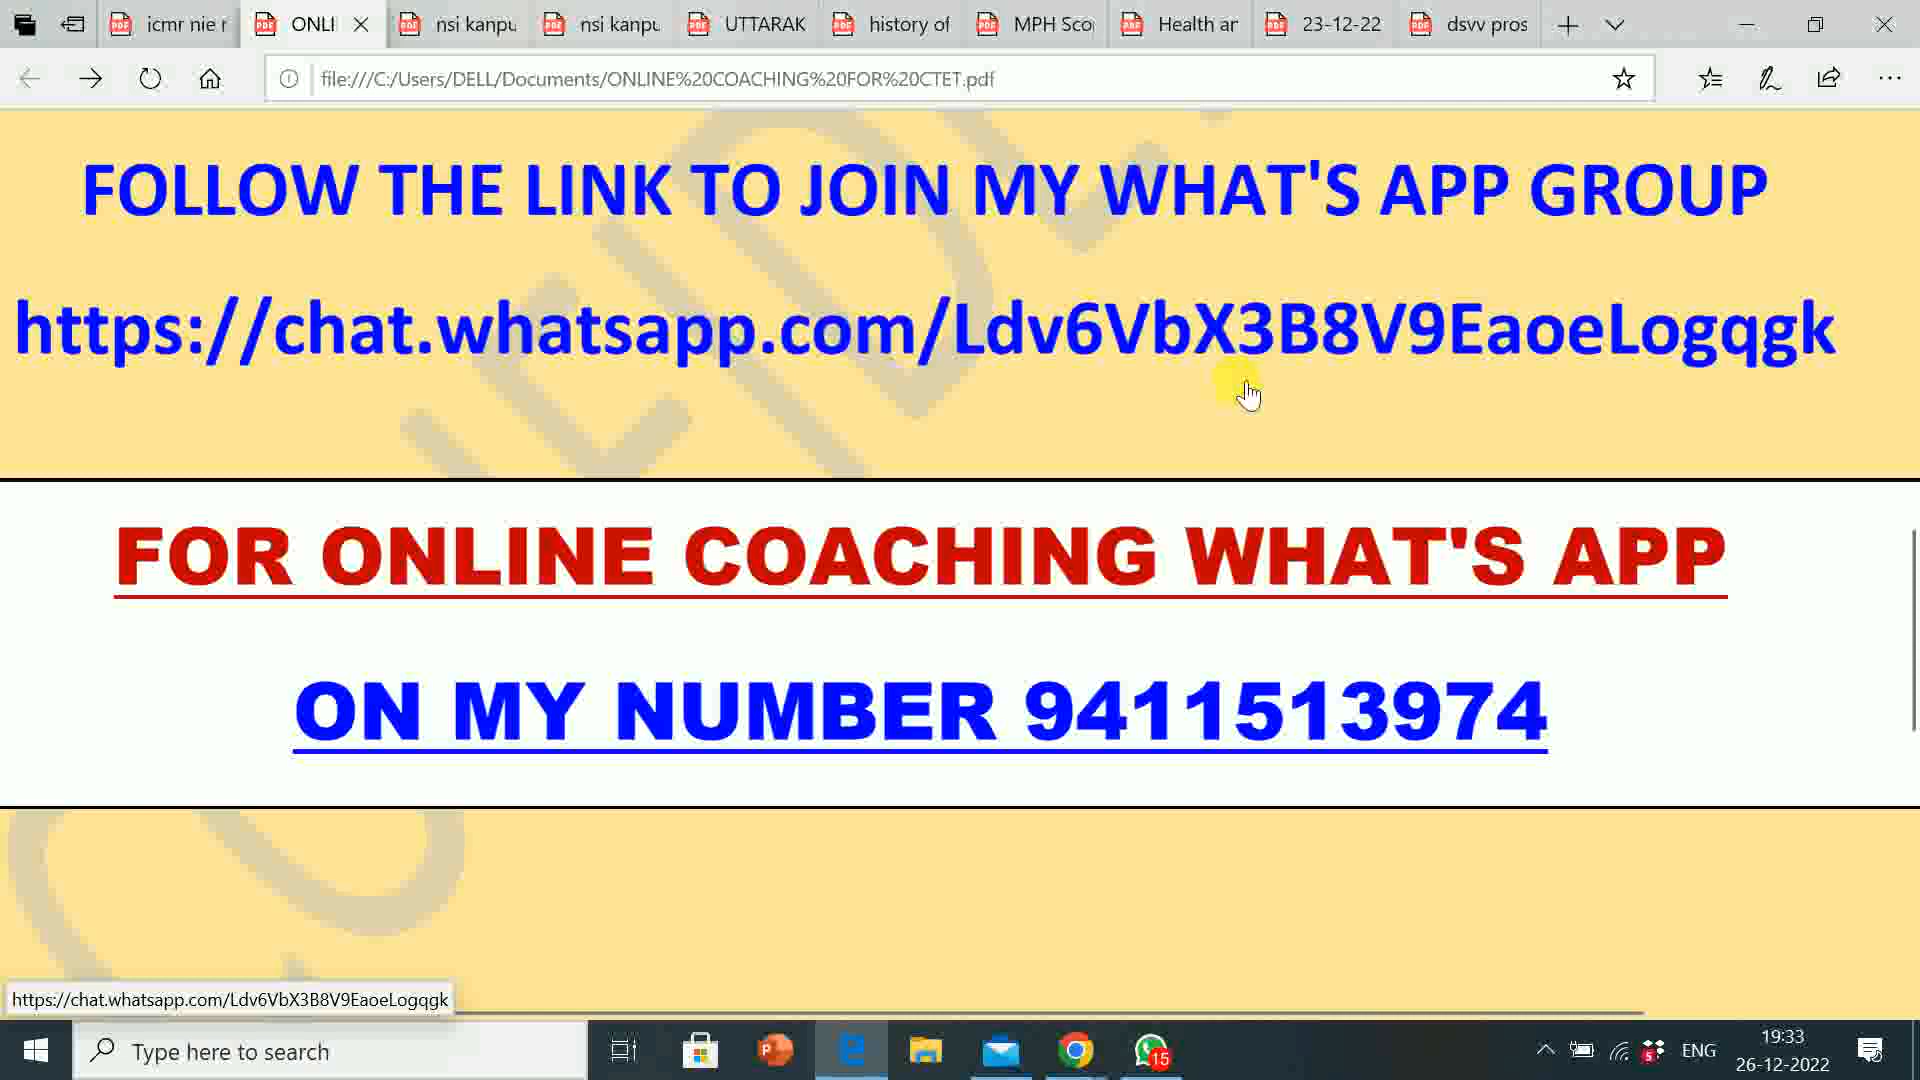 icmr nie r
ONLI
nsi kanpu
nsi kanpu
UTTARAK
history of
MPH Sco
Health ar
23-12-22
dsvv pros
file:///C:/Users/DELL/Documents/ONLINE%20COACHING%20FOR%20CTET.pdf
FOLLOW THE LINK TO JOIN MY WHAT'S APP GROUP
https://chat.whatsapp.com/Ldv6VbX3B8V9EaoeLogqgk
FOR ONLINE COACHING WHAT'S APP
ON MY NUMBER 9411513974
https://chat.whatsapp.com/Ldv6VbX3B8V9EaoeLogqgk
Type here to search
15
5
ENG
19:33
26-12-2022